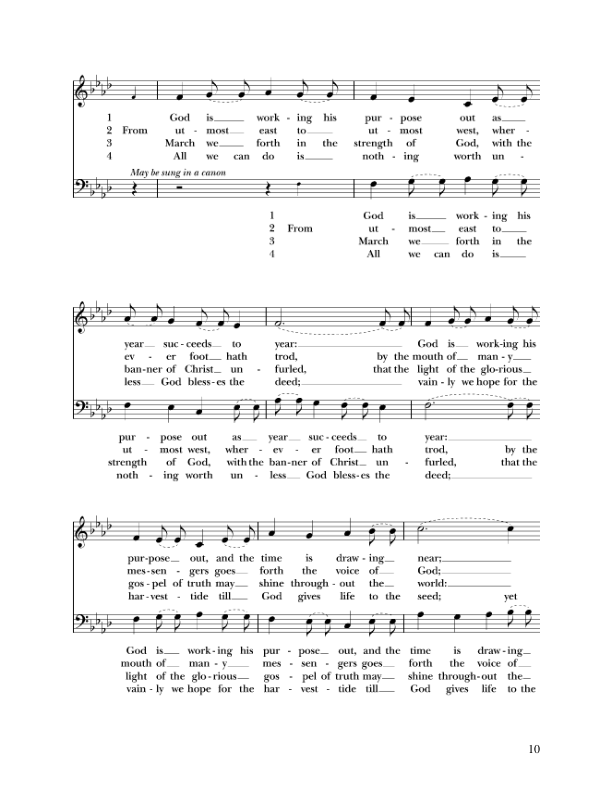 1 God is work - ing his pur - pose out as
2 From ut - most east to ut - most west, wher -
3 March we forth in the strength of God, with the
4 All we can do is noth - ing worth un -
May be sung in a canon
1 God is work - ing his
2 From ut - most east to
3 March we forth in the
4 All we can do is
year suc - ceeds to year: God is work-ing his
ev - er foot hath trod, by the mouth of man - y
ban-ner of Christ un - furled, that the light of the glo-rious
less God bless-es the deed; vain - ly we hope for the
pur - pose out as year suc - ceeds to year:
ut - most west, wher - ev - er foot hath trod, by the
strength of God, with the ban-ner of Christ un - furled, that the
noth - ing worth un - less God bless-es the deed;
pur-pose out, and the time is draw-ing near;
mes-sen - gers goes forth the voice of God;
gos-pel of truth may shine through-out the world:
har-vest - tide till God gives life to the seed; yet
God is work - ing his pur - pose out, and the time is draw-ing
mouth of man - y mes - sen - gers goes forth the voice of
light of the glo-rious gos - pel of truth may shine through-out the
vain - ly we hope for the har - vest - tide till God gives life to the
10